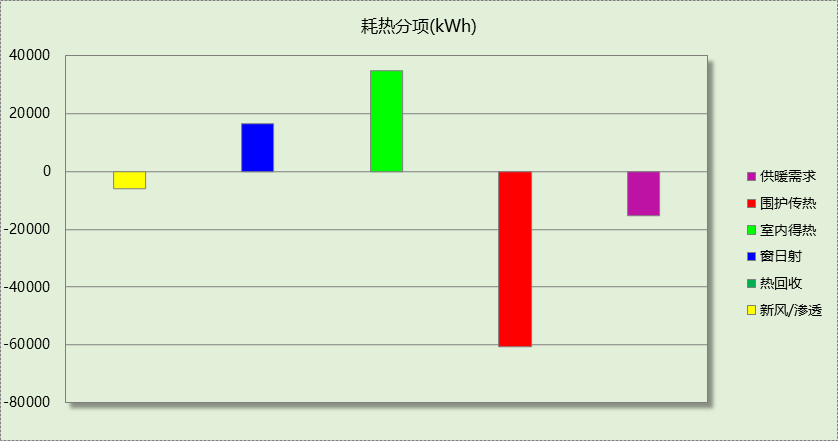 耗热分项(kWh)
40000
20000
0
-20000
-40000
-60000
-80000
供暖需求
围护传热
室内得热
窗日射
热回收
新风/渗透